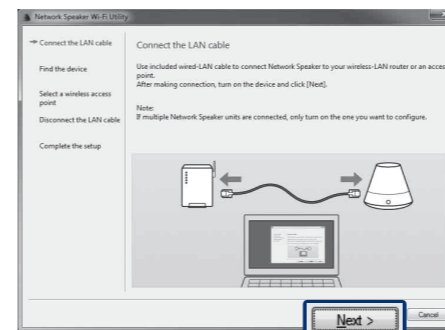 Network Speaker Wi-Fi Utility
Connect the LAN cable
Find the device
Select a wireless access
point
Disconnect the LAN cable
Complete the setup
Connect the LAN cable
Use included wired-LAN cable to connect Network Speaker to your wireless-LAN router or an access
point.
After making connection, turn on the device and click [Next].
Note:
If multiple Network Speaker units are connected, only turn on the one you want to configure.
Next >
Cancel